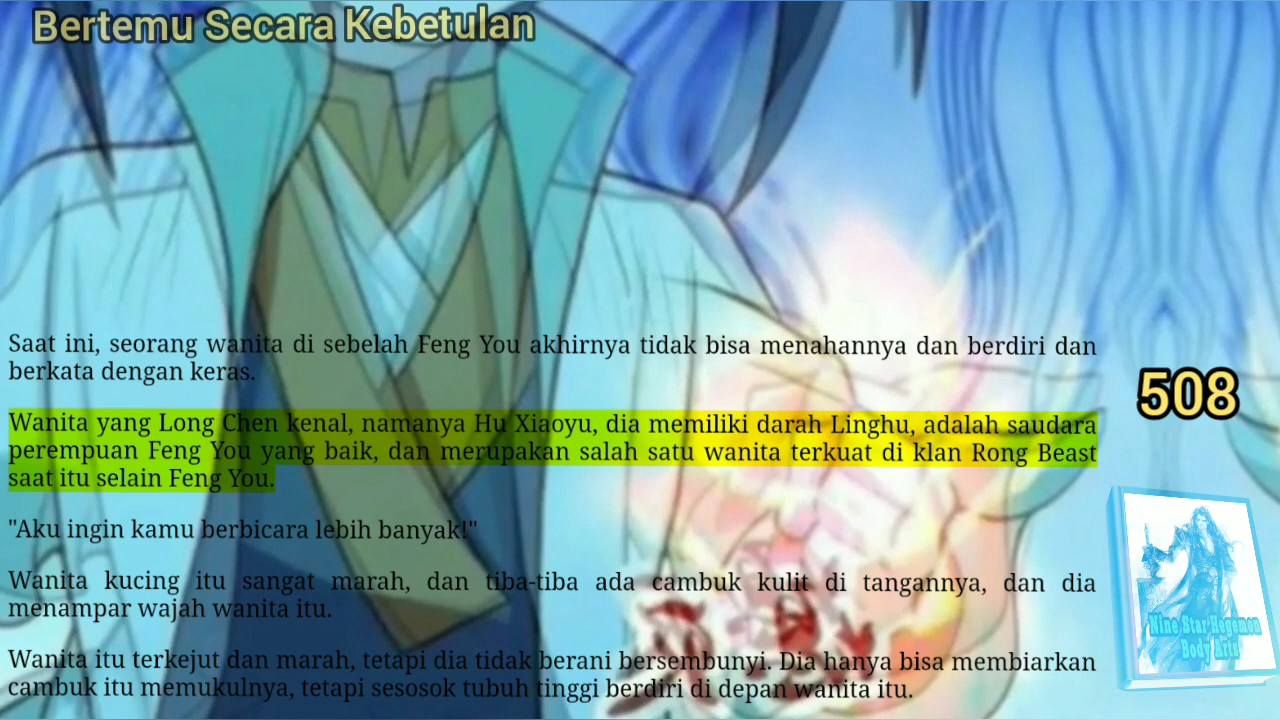 Bertemu Secara Kebetulan
Saat ini, seorang wanita di sebelah Feng You akhirnya tidak bisa menahannya dan berdiri dan
berkata dengan keras.
Wanita yang Long Chen kenal, namanya Hu Xiaoyu, dia memiliki darah Linghu, adalah saudara
perempuan Feng You yang baik, dan merupakan salah satu wanita terkuat di klan Rong Beast
saat itu selain Feng You.
508
"Aku ingin kamu berbicara lebih banyak!"
Wanita kucing itu sangat marah, dan tiba-tiba ada cambuk kulit di tangannya, dan dia
menampar wajah wanita itu.
Wanita itu terkejut dan marah, tetapi dia tidak berani bersembunyi. Dia hanya bisa membiarkan
cambuk itu memukulnya, tetapi sesosok tubuh tinggi berdiri di depan wanita itu.
Nine Star Hegemon
Body Arts